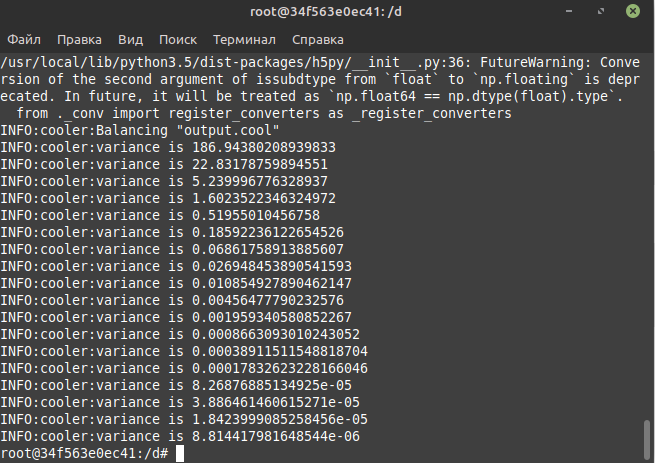 root@34f563e0ec41: /d
Файл Правка Вид Поиск Терминал Справка
/usr/local/lib/python3.5/dist-packages/h5py/__init__.py:36: FutureWarning: Conve
rsion of the second argument of issubdtype from `float` to `np.floating` is depr
ecated. In future, it will be treated as `np.float64 == np.dtype(float).type`.
  from ._conv import register_converters as _register_converters
INFO:cooler:Balancing "output.cool"
INFO:cooler:variance is 186.94380208939833
INFO:cooler:variance is 22.83178759894551
INFO:cooler:variance is 5.239996776328937
INFO:cooler:variance is 1.6023522346324972
INFO:cooler:variance is 0.51955010456758
INFO:cooler:variance is 0.18592236122654526
INFO:cooler:variance is 0.06861758913885607
INFO:cooler:variance is 0.026948453890541593
INFO:cooler:variance is 0.010854927890462147
INFO:cooler:variance is 0.00456477790232576
INFO:cooler:variance is 0.001959340580852267
INFO:cooler:variance is 0.0008663093010243052
INFO:cooler:variance is 0.00038911511548818704
INFO:cooler:variance is 0.00017832623228166046
INFO:cooler:variance is 8.26876885134925e-05
INFO:cooler:variance is 3.886461460615271e-05
INFO:cooler:variance is 1.8423999085258456e-05
INFO:cooler:variance is 8.814417981648544e-06
root@34f563e0ec41:/d#